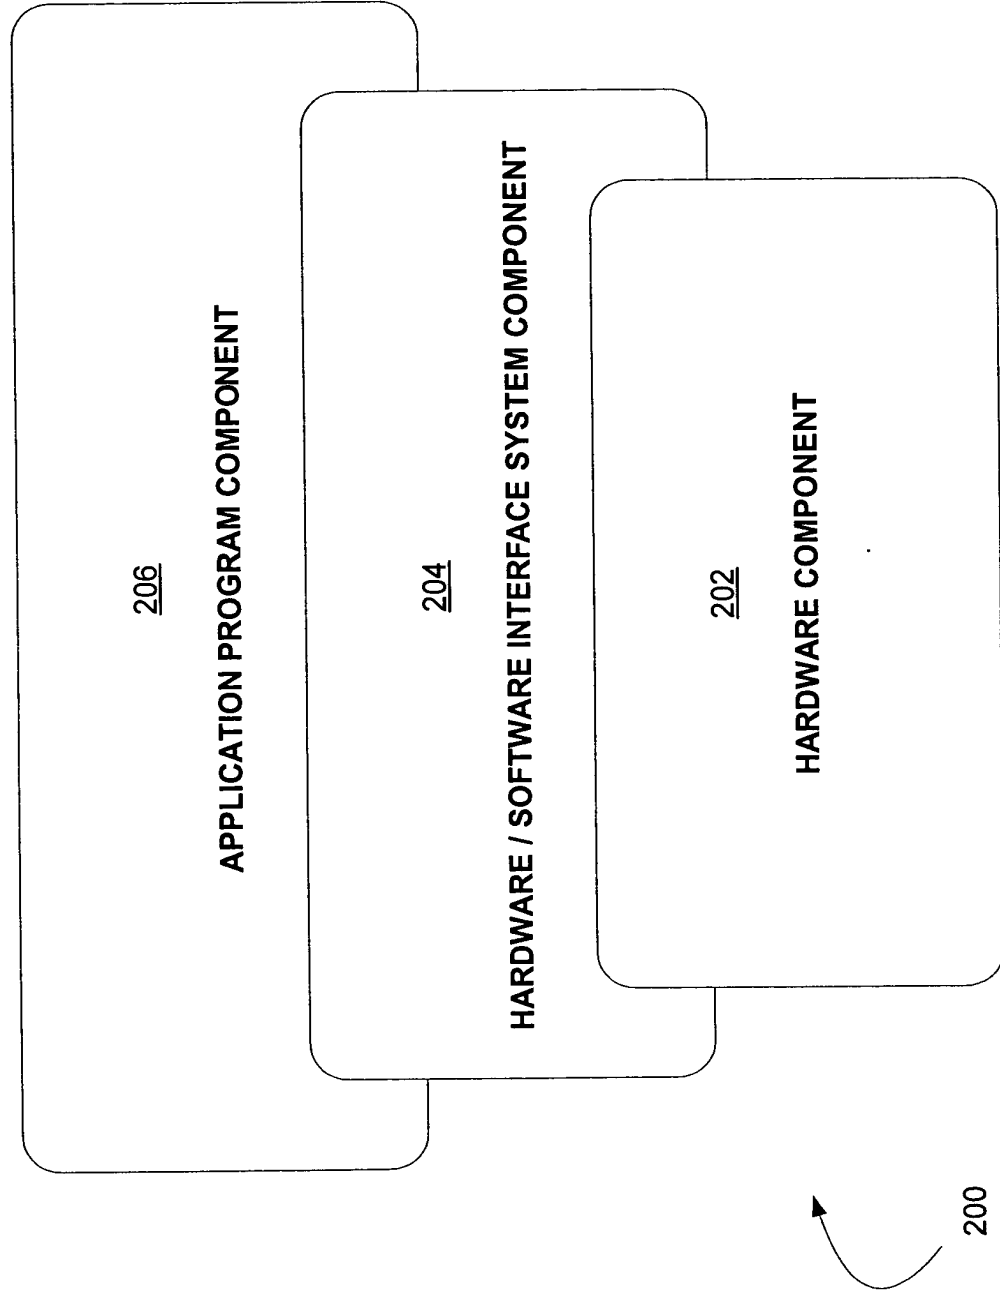 206
APPLICATION PROGRAM COMPONENT
204
HARDWARE / SOFTWARE INTERFACE SYSTEM COMPONENT
202
HARDWARE COMPONENT
200